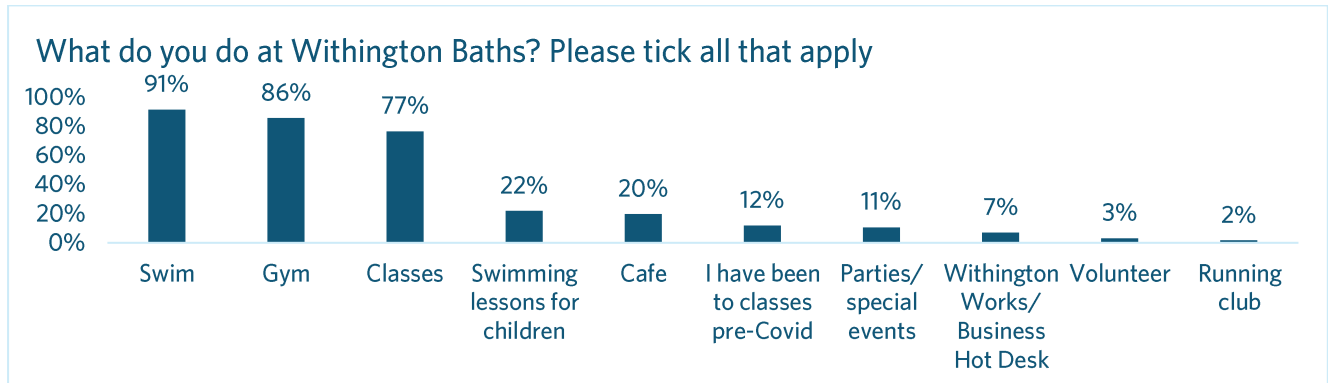 What do you do at Withington Baths? Please tick all that apply
100%
80%
60%
40%
20%
0%
91%
86%
77%
22%
20%
12%
11%
7%
3%
2%
Swim
Gym
Classes
Swimming
lessons for
children
Cafe
I have been
to classes
pre-Covid
Parties/
special
events
Withington
Works/
Business
Hot Desk
Volunteer
Running
club